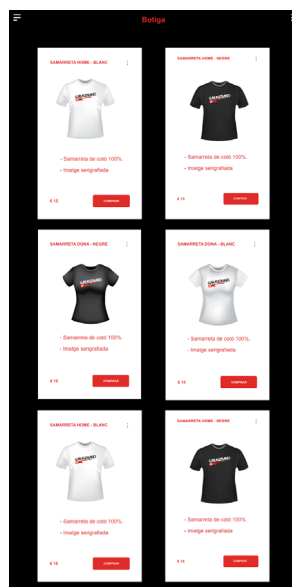 Botiga
SAMARRETA HOME - BLANC
- Samarreta de cotó 100%.
- Imatge serigrafiada
€ 15
COMPRAR
SAMARRETA HOME - NEGRE
- Samarreta de cotó 100%.
- Imatge serigrafiada
€ 15
COMPRAR
SAMARRETA DONA - NEGRE
- Samarreta de cotó 100%.
- Imatge serigrafiada
€ 15
COMPRAR
SAMARRETA DONA - BLANC
- Samarreta de cotó 100%.
- Imatge serigrafiada
€ 15
COMPRAR
SAMARRETA HOME - BLANC
- Samarreta de cotó 100%.
- Imatge serigrafiada
€ 15
COMPRAR
SAMARRETA HOME - NEGRE
- Samarreta de cotó 100%.
- Imatge serigrafiada
€ 15
COMPRAR